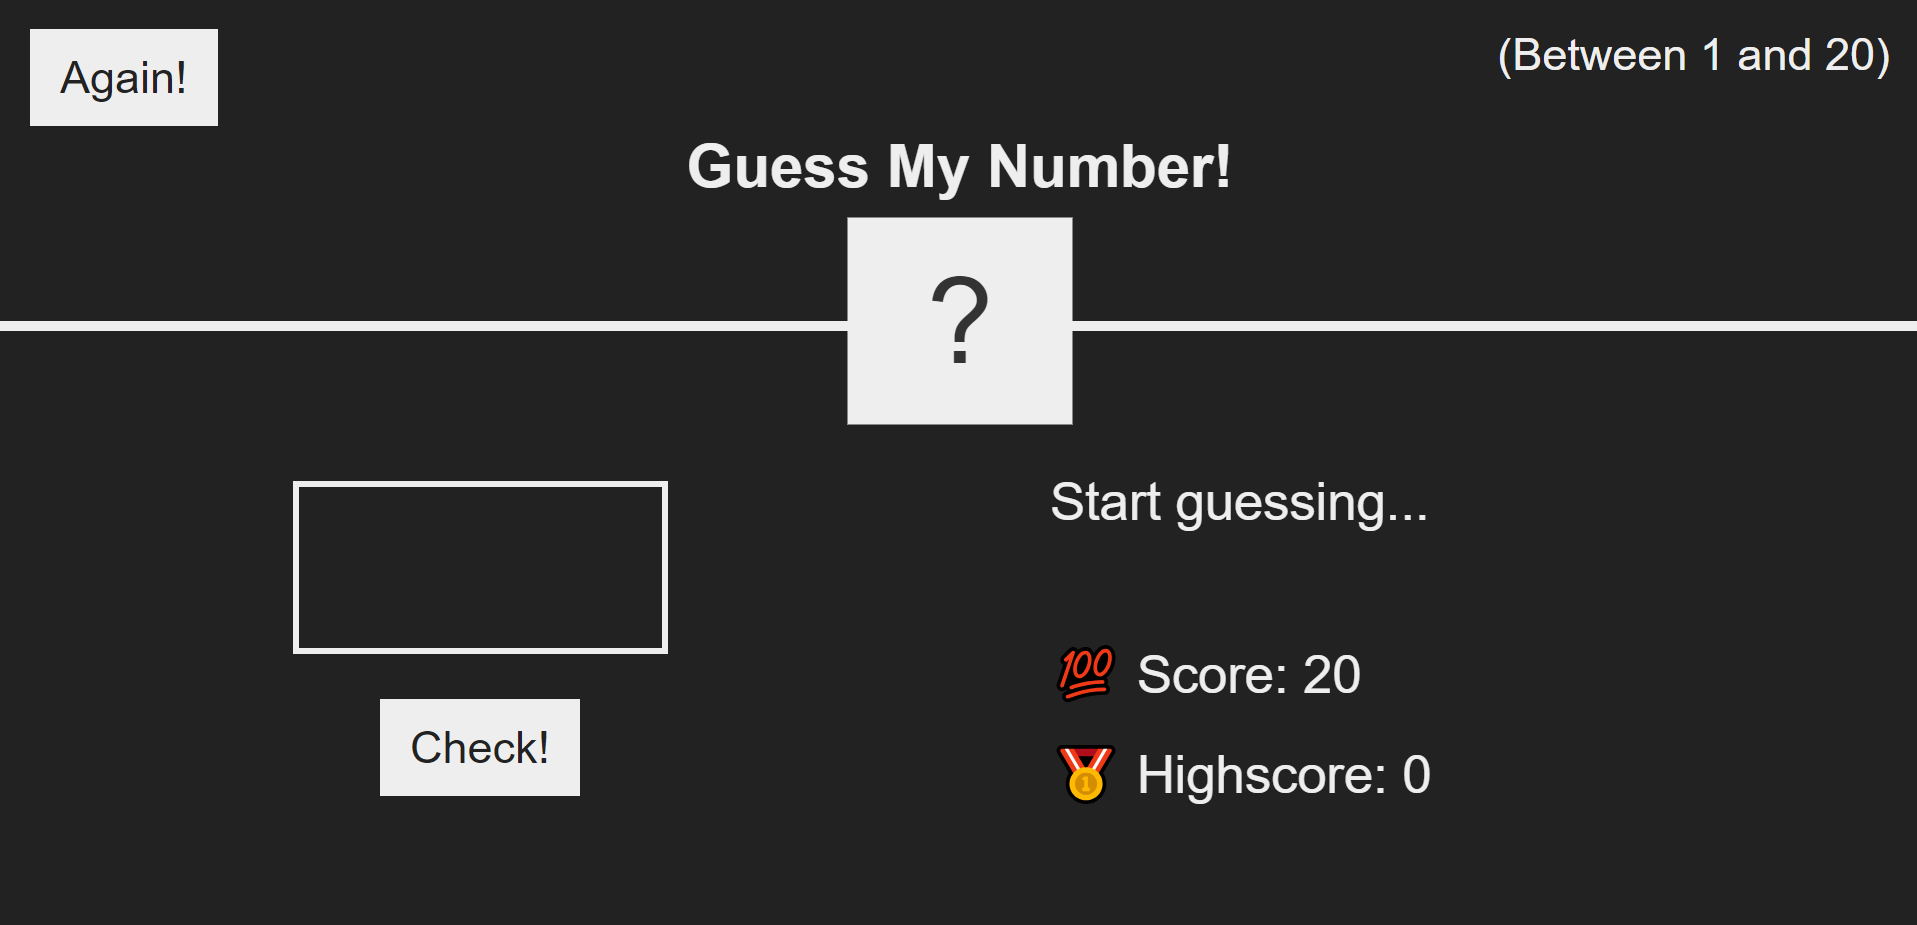 Again!
(Between 1 and 20)
Guess My Number!
?
Start guessing...
Check!
💯 Score: 20
🥇 Highscore: 0